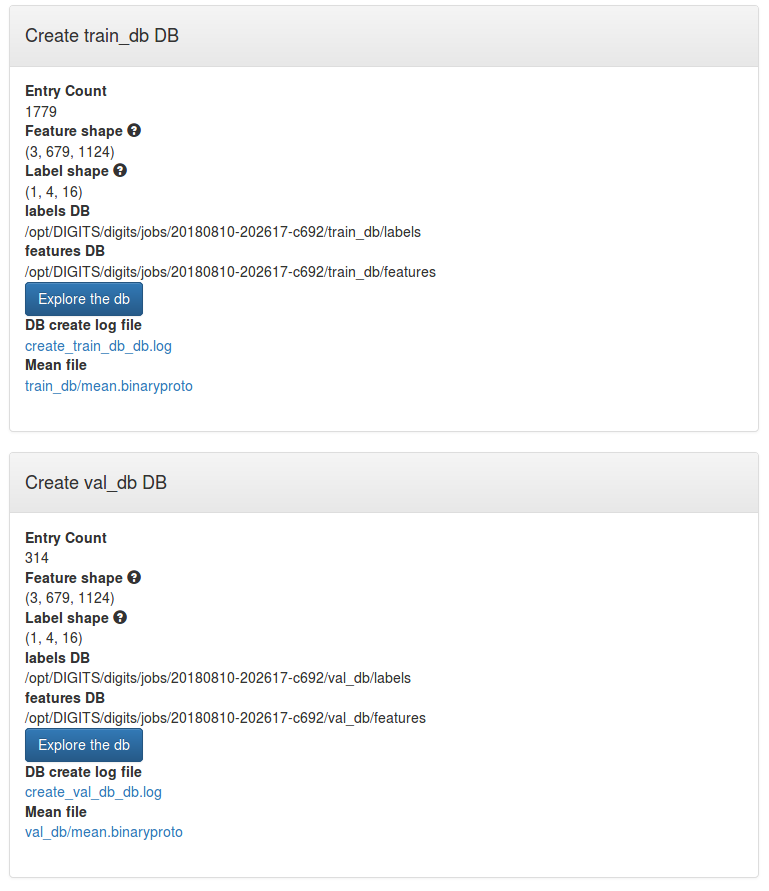 Create train_db DB
Entry Count
1779
Feature shape
(3, 679, 1124)
Label shape
(1, 4, 16)
labels DB
/opt/DIGITS/digits/jobs/20180810-202617-c692/train_db/labels
features DB
/opt/DIGITS/digits/jobs/20180810-202617-c692/train_db/features
Explore the db
DB create log file
create_train_db_db.log
Mean file
train_db/mean.binaryproto
Create val_db DB
Entry Count
314
Feature shape
(3, 679, 1124)
Label shape
(1, 4, 16)
labels DB
/opt/DIGITS/digits/jobs/20180810-202617-c692/val_db/labels
features DB
/opt/DIGITS/digits/jobs/20180810-202617-c692/val_db/features
Explore the db
DB create log file
create_val_db_db.log
Mean file
val_db/mean.binaryproto